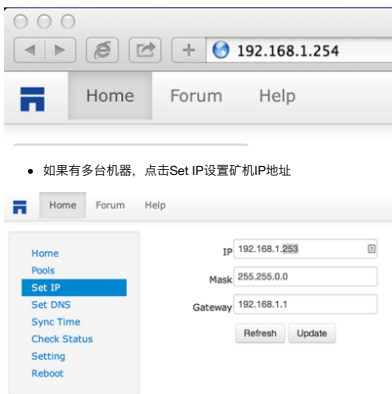 192.168.1.254
Home Forum Help
如果有多台机器，点击Set IP设置矿机IP地址
Home Forum Help
Home
Pools
Set IP
Set DNS
Sync Time
Check Status
Setting
Reboot
IP 192.168.1.253
Mask 255.255.0.0
Gateway 192.168.1.1
Refresh Update